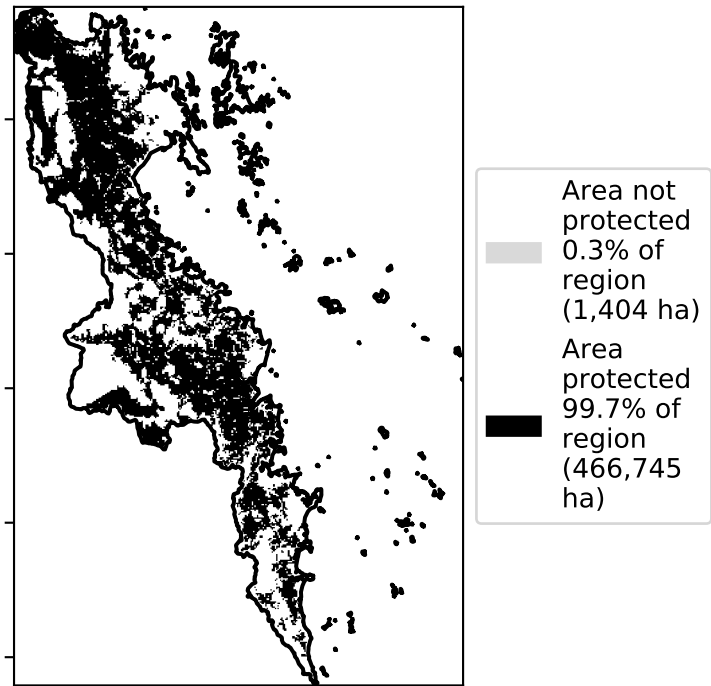 Area not
protected
0.3% of
region
(1,404 ha)
Area
protected
99.7% of
region
(466,745
ha)